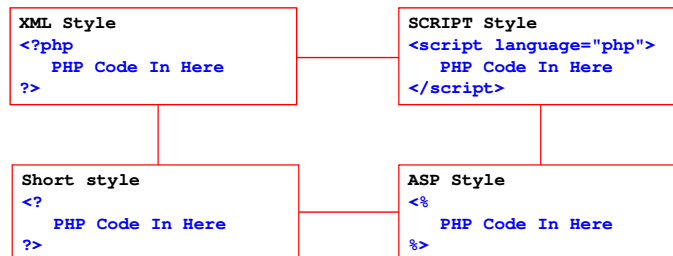 XML Style
<?php
PHP Code In Here
?>
SCRIPT Style
<script language="php">
PHP Code In Here
</script>
Short style
<?
PHP Code In Here
?>
ASP Style
<%
PHP Code In Here
%>